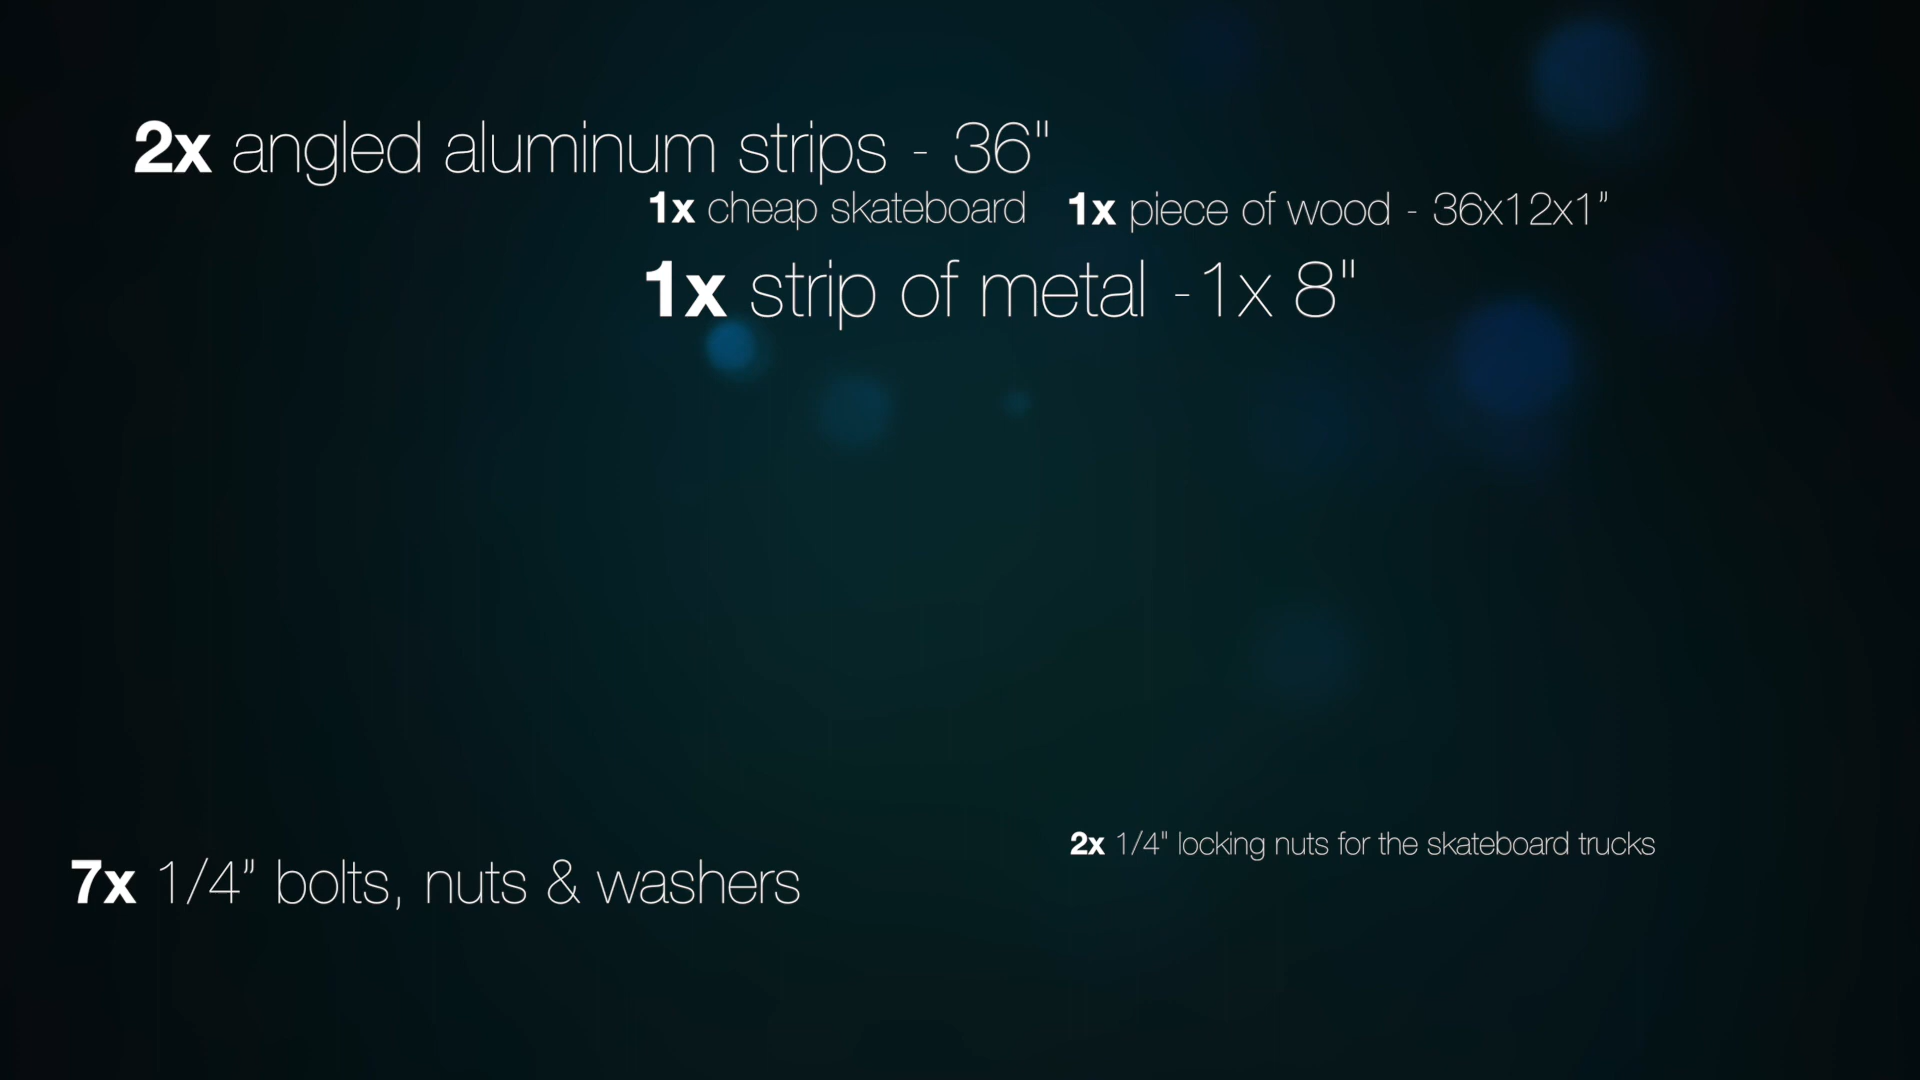 2x angled aluminum strips - 36"
1x cheap skateboard
1x piece of wood - 36x12x1”
1x strip of metal -1x 8"
2x 1/4" locking nuts for the skateboard trucks
7x 1/4” bolts, nuts & washers